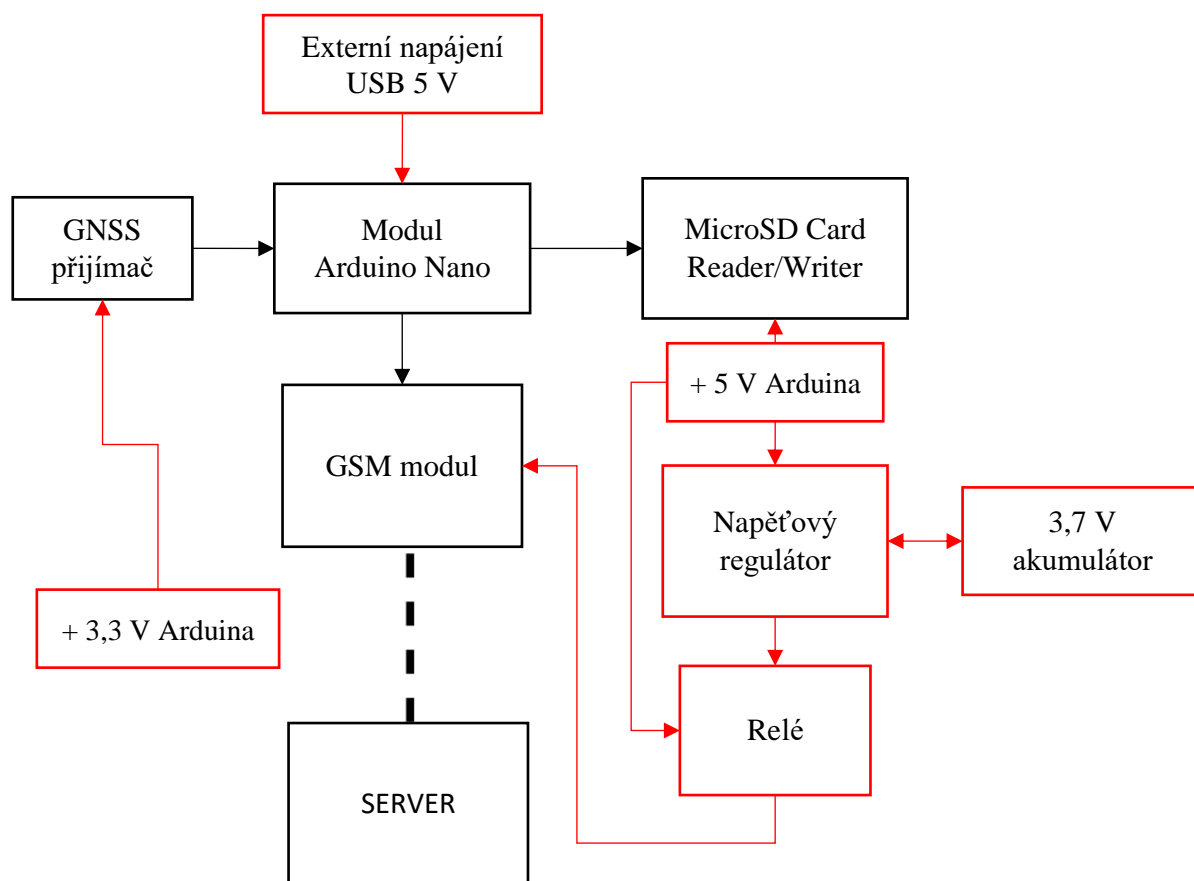 Externí napájení
USB 5 V
GNSS
přijímač
Modul
Arduino Nano
MicroSD Card
Reader/Writer
+ 5 V Arduina
GSM modul
Napěťový
regulátor
3,7 V
akumulátor
+ 3,3 V Arduina
Relé
SERVER